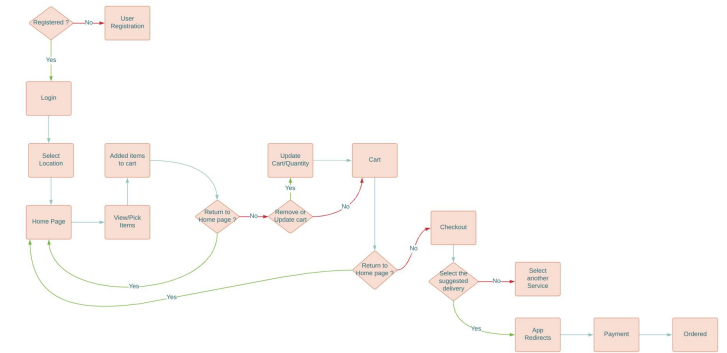 Registered ?
No
User
Registration
Yes
Login
Select
Location
Added items
to cart
Update
Cart/Quantity
Cart
Yes
Home Page
View/Pick
Items
Return to
Home page ?
No
Remove or
Update cart
No
Checkout
No
Return to
Home page ?
Select the
suggested
delivery
No
Select
another
Service
Yes
Yes
Yes
App
Redirects
Payment
Ordered